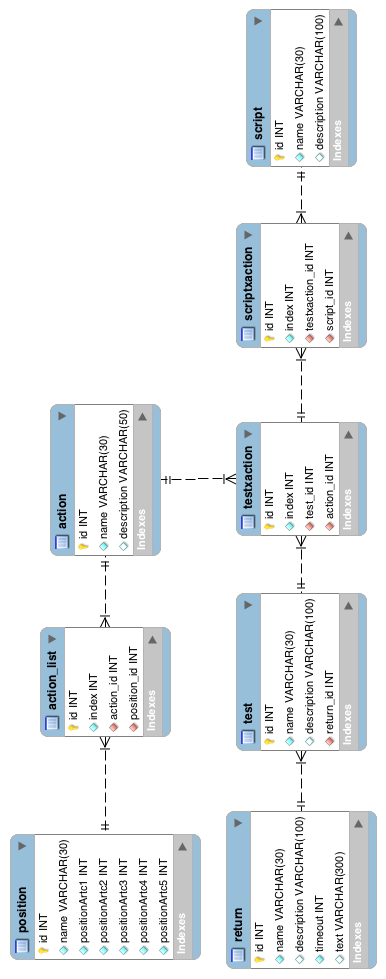 position
id INT
name VARCHAR(30)
positionArtc1 INT
positionArtc2 INT
positionArtc3 INT
positionArtc4 INT
positionArtc5 INT
Indexes
action_list
id INT
index INT
action_id INT
position_id INT
Indexes
action
id INT
name VARCHAR(30)
description VARCHAR(50)
Indexes
return
id INT
name VARCHAR(30)
description VARCHAR(100)
timeout INT
text VARCHAR(300)
Indexes
test
id INT
name VARCHAR(30)
description VARCHAR(100)
return_id INT
Indexes
testxaction
id INT
index INT
test_id INT
action_id INT
Indexes
scriptxaction
id INT
index INT
testxaction_id INT
script_id INT
Indexes
script
id INT
name VARCHAR(30)
description VARCHAR(100)
Indexes